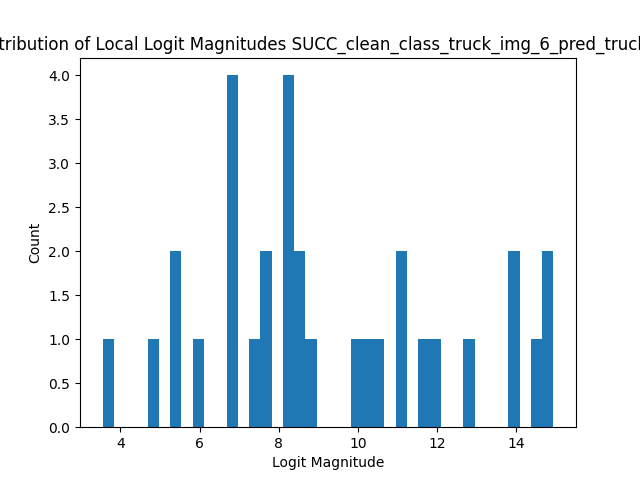 tribution of Local Logit Magnitudes SUCC_clean_class_truck_img_6_pred_truck
4.0
3.5
3.0
2.5
2.0
1.5
1.0
0.5
0.0
Count
4 6 8 10 12 14
Logit Magnitude